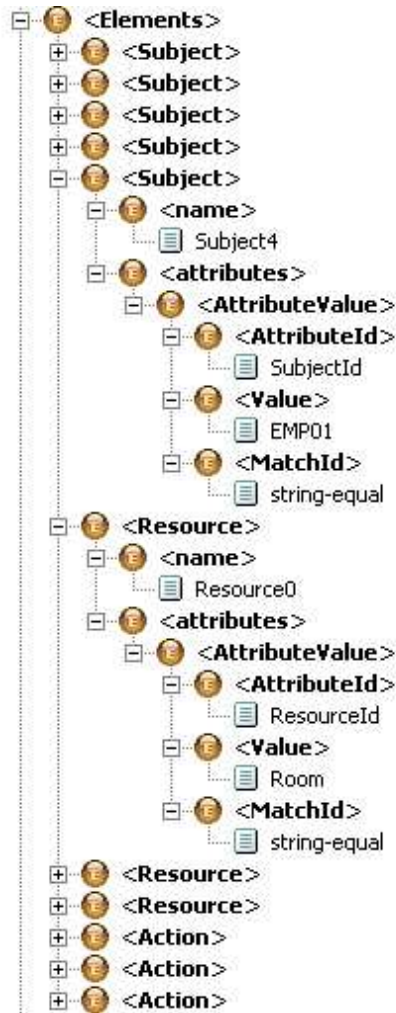 <Elements>
<Subject>
<Subject>
<Subject>
<Subject>
<Subject>
<name>
Subject4
<attributes>
<AttributeValue>
<AttributeId>
SubjectId
<Value>
EMP01
<MatchId>
string-equal
<Resource>
<name>
Resource0
<attributes>
<AttributeValue>
<AttributeId>
ResourceId
<Value>
Room
<MatchId>
string-equal
<Resource>
<Resource>
<Action>
<Action>
<Action>